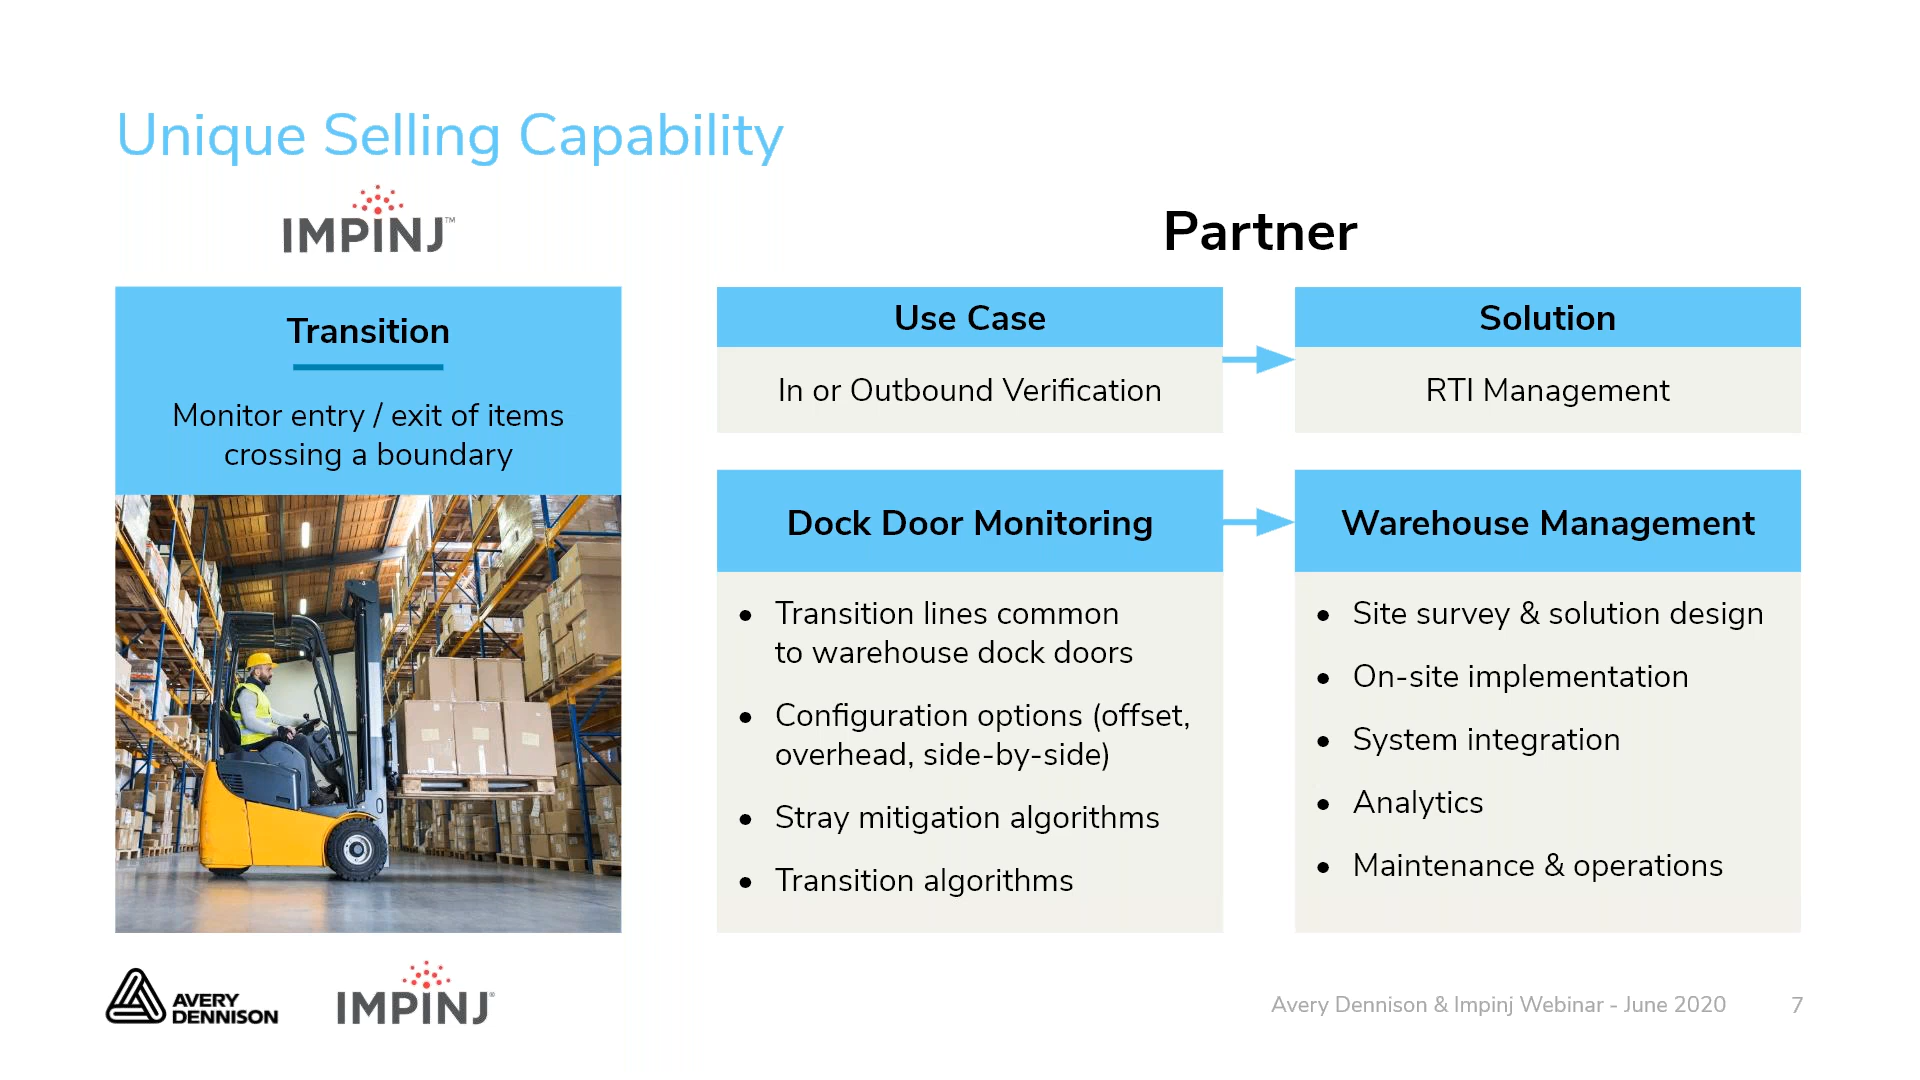 Unique Selling Capability
IMPINJ™
Partner
Transition
Monitor entry / exit of items
crossing a boundary
Use Case
In or Outbound Verification
Solution
RTI Management
Dock Door Monitoring
• Transition lines common
to warehouse dock doors
• Configuration options (offset,
overhead, side-by-side)
• Stray mitigation algorithms
• Transition algorithms
Warehouse Management
• Site survey & solution design
• On-site implementation
• System integration
• Analytics
• Maintenance & operations
AVERY
DENNISON
IMPINJ®
Avery Dennison & Impinj Webinar - June 2020
7